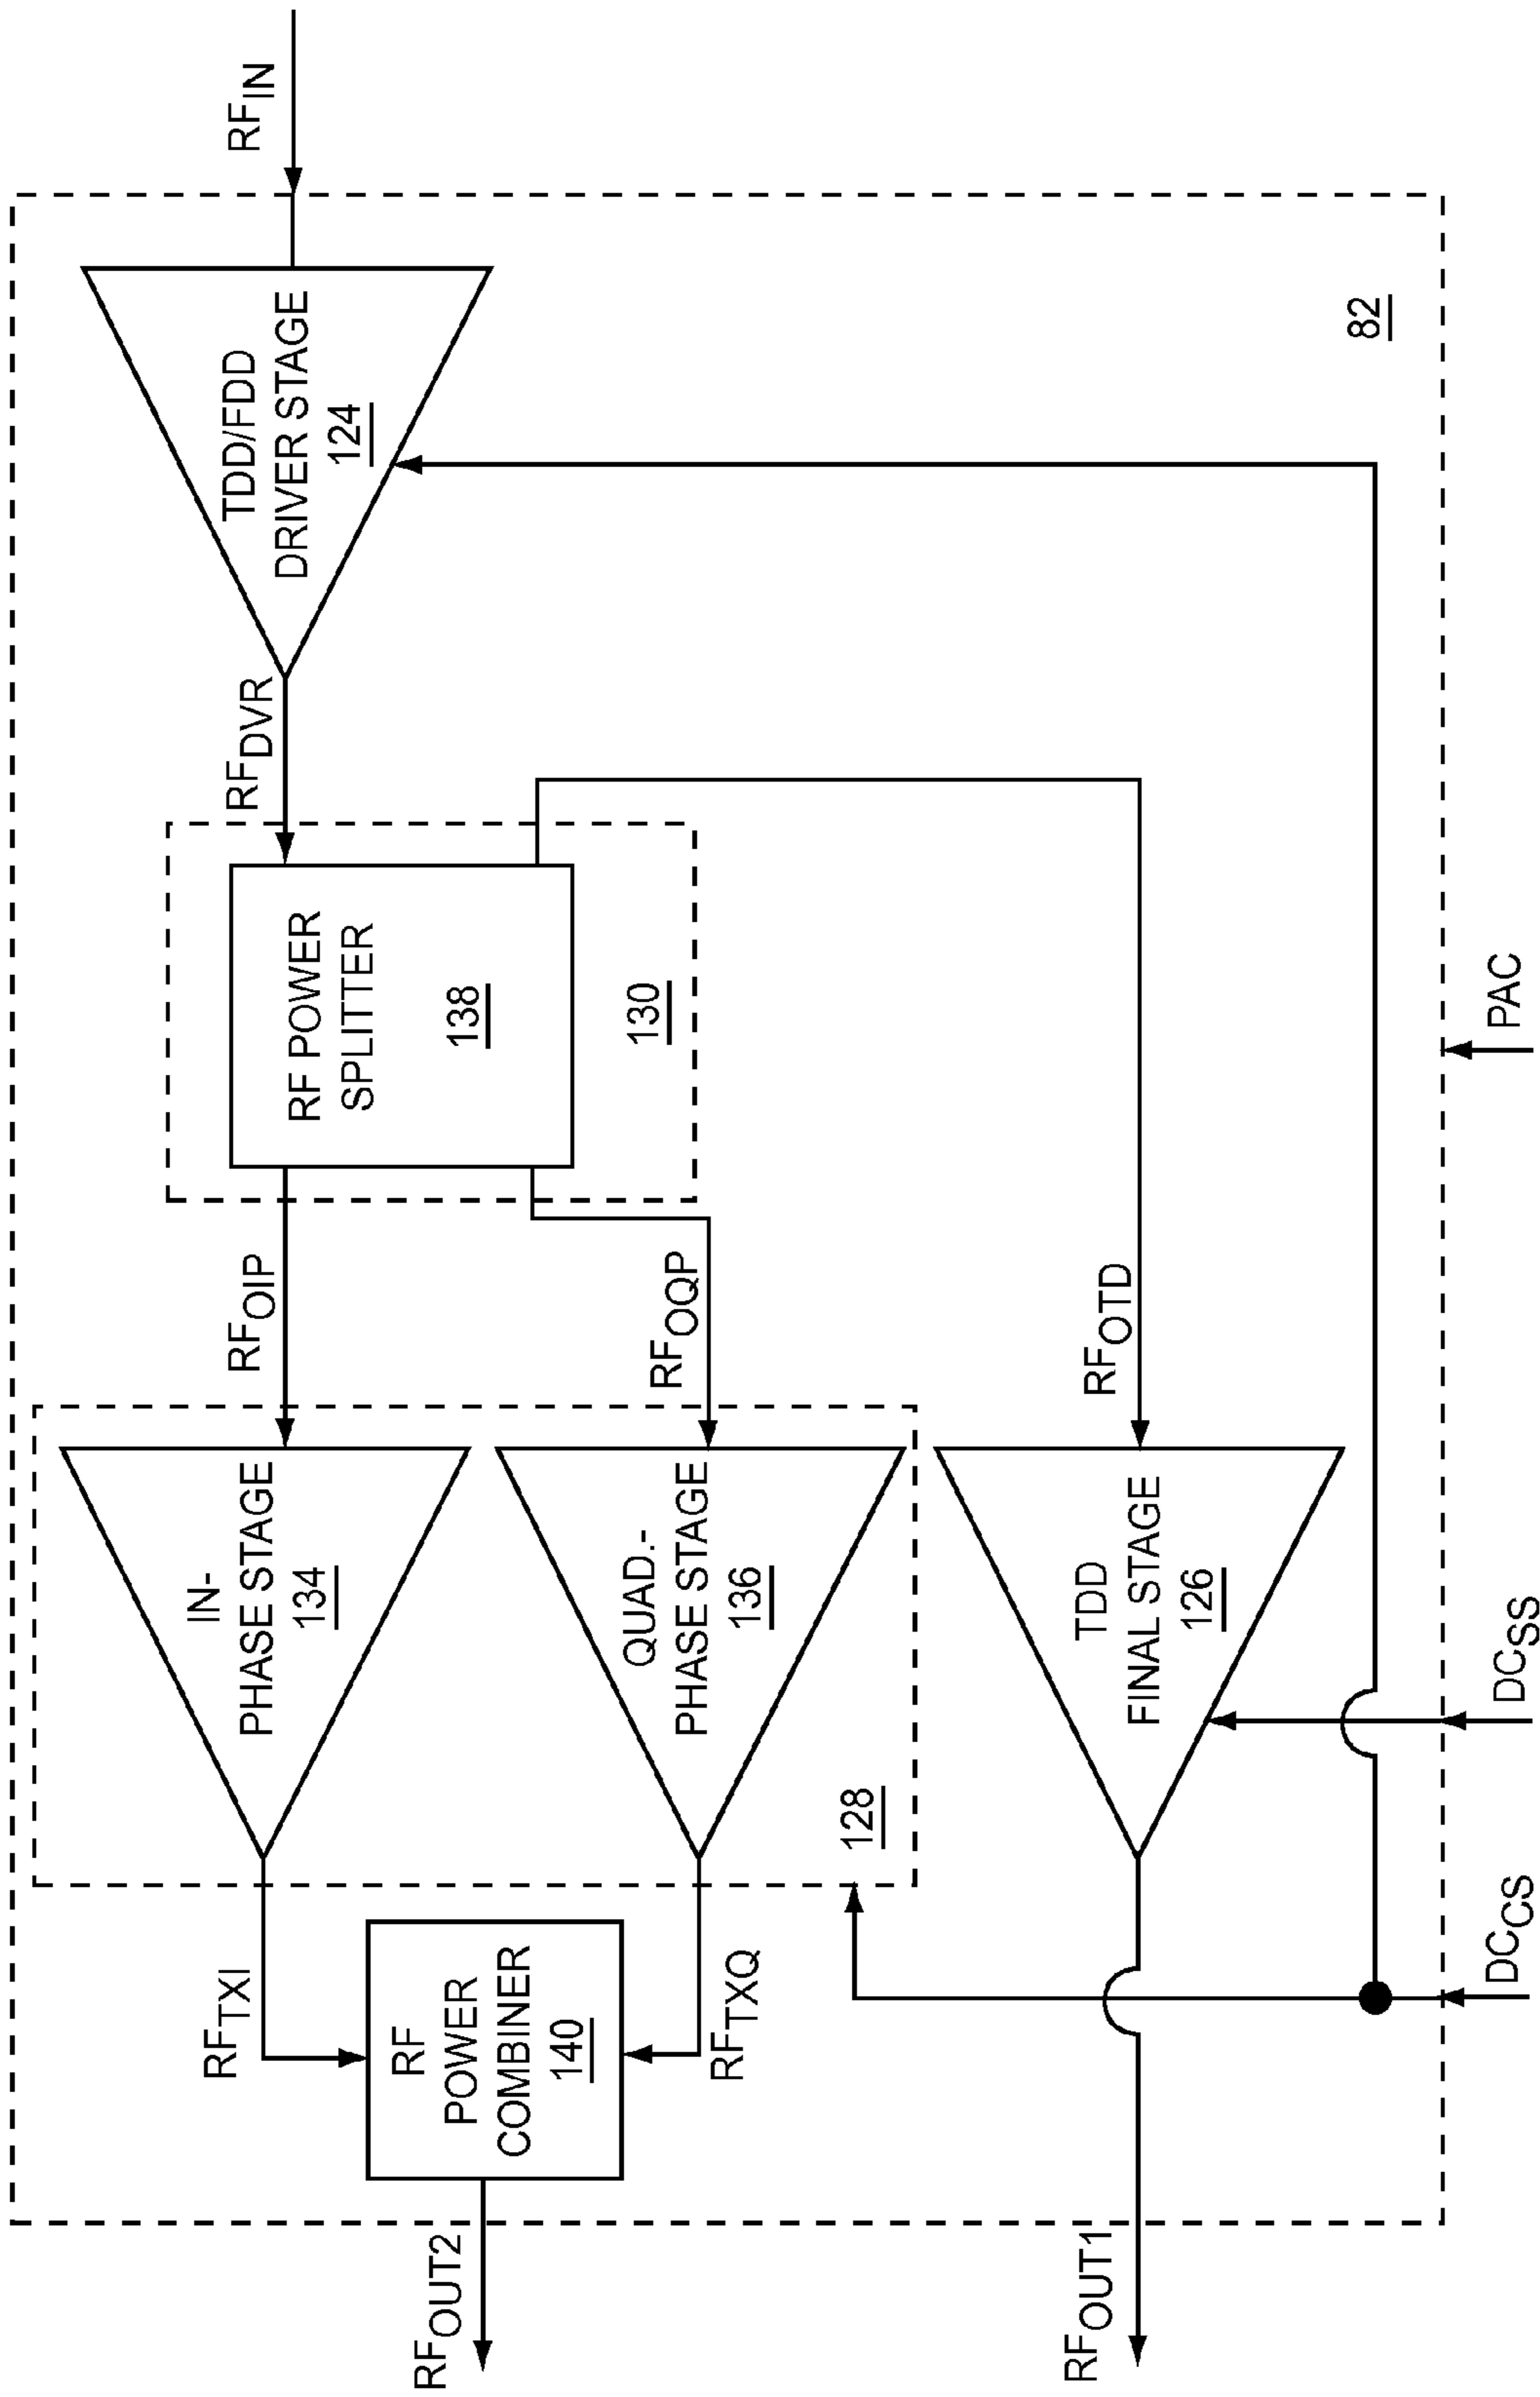 RFIN
TDD/FDD
DRIVER STAGE
124
82
RFDVR
RF POWER
SPLITTER
138
130
PAC
RFOIP
RFOQP
RFOTD
IN-
PHASE STAGE
134
QUAD.-
PHASE STAGE
136
TDD
FINAL STAGE
126
128
DCSS
DCCS
RFTXI
RF
POWER
COMBINER
140
RFTXQ
RFOUT2
RFOUT1